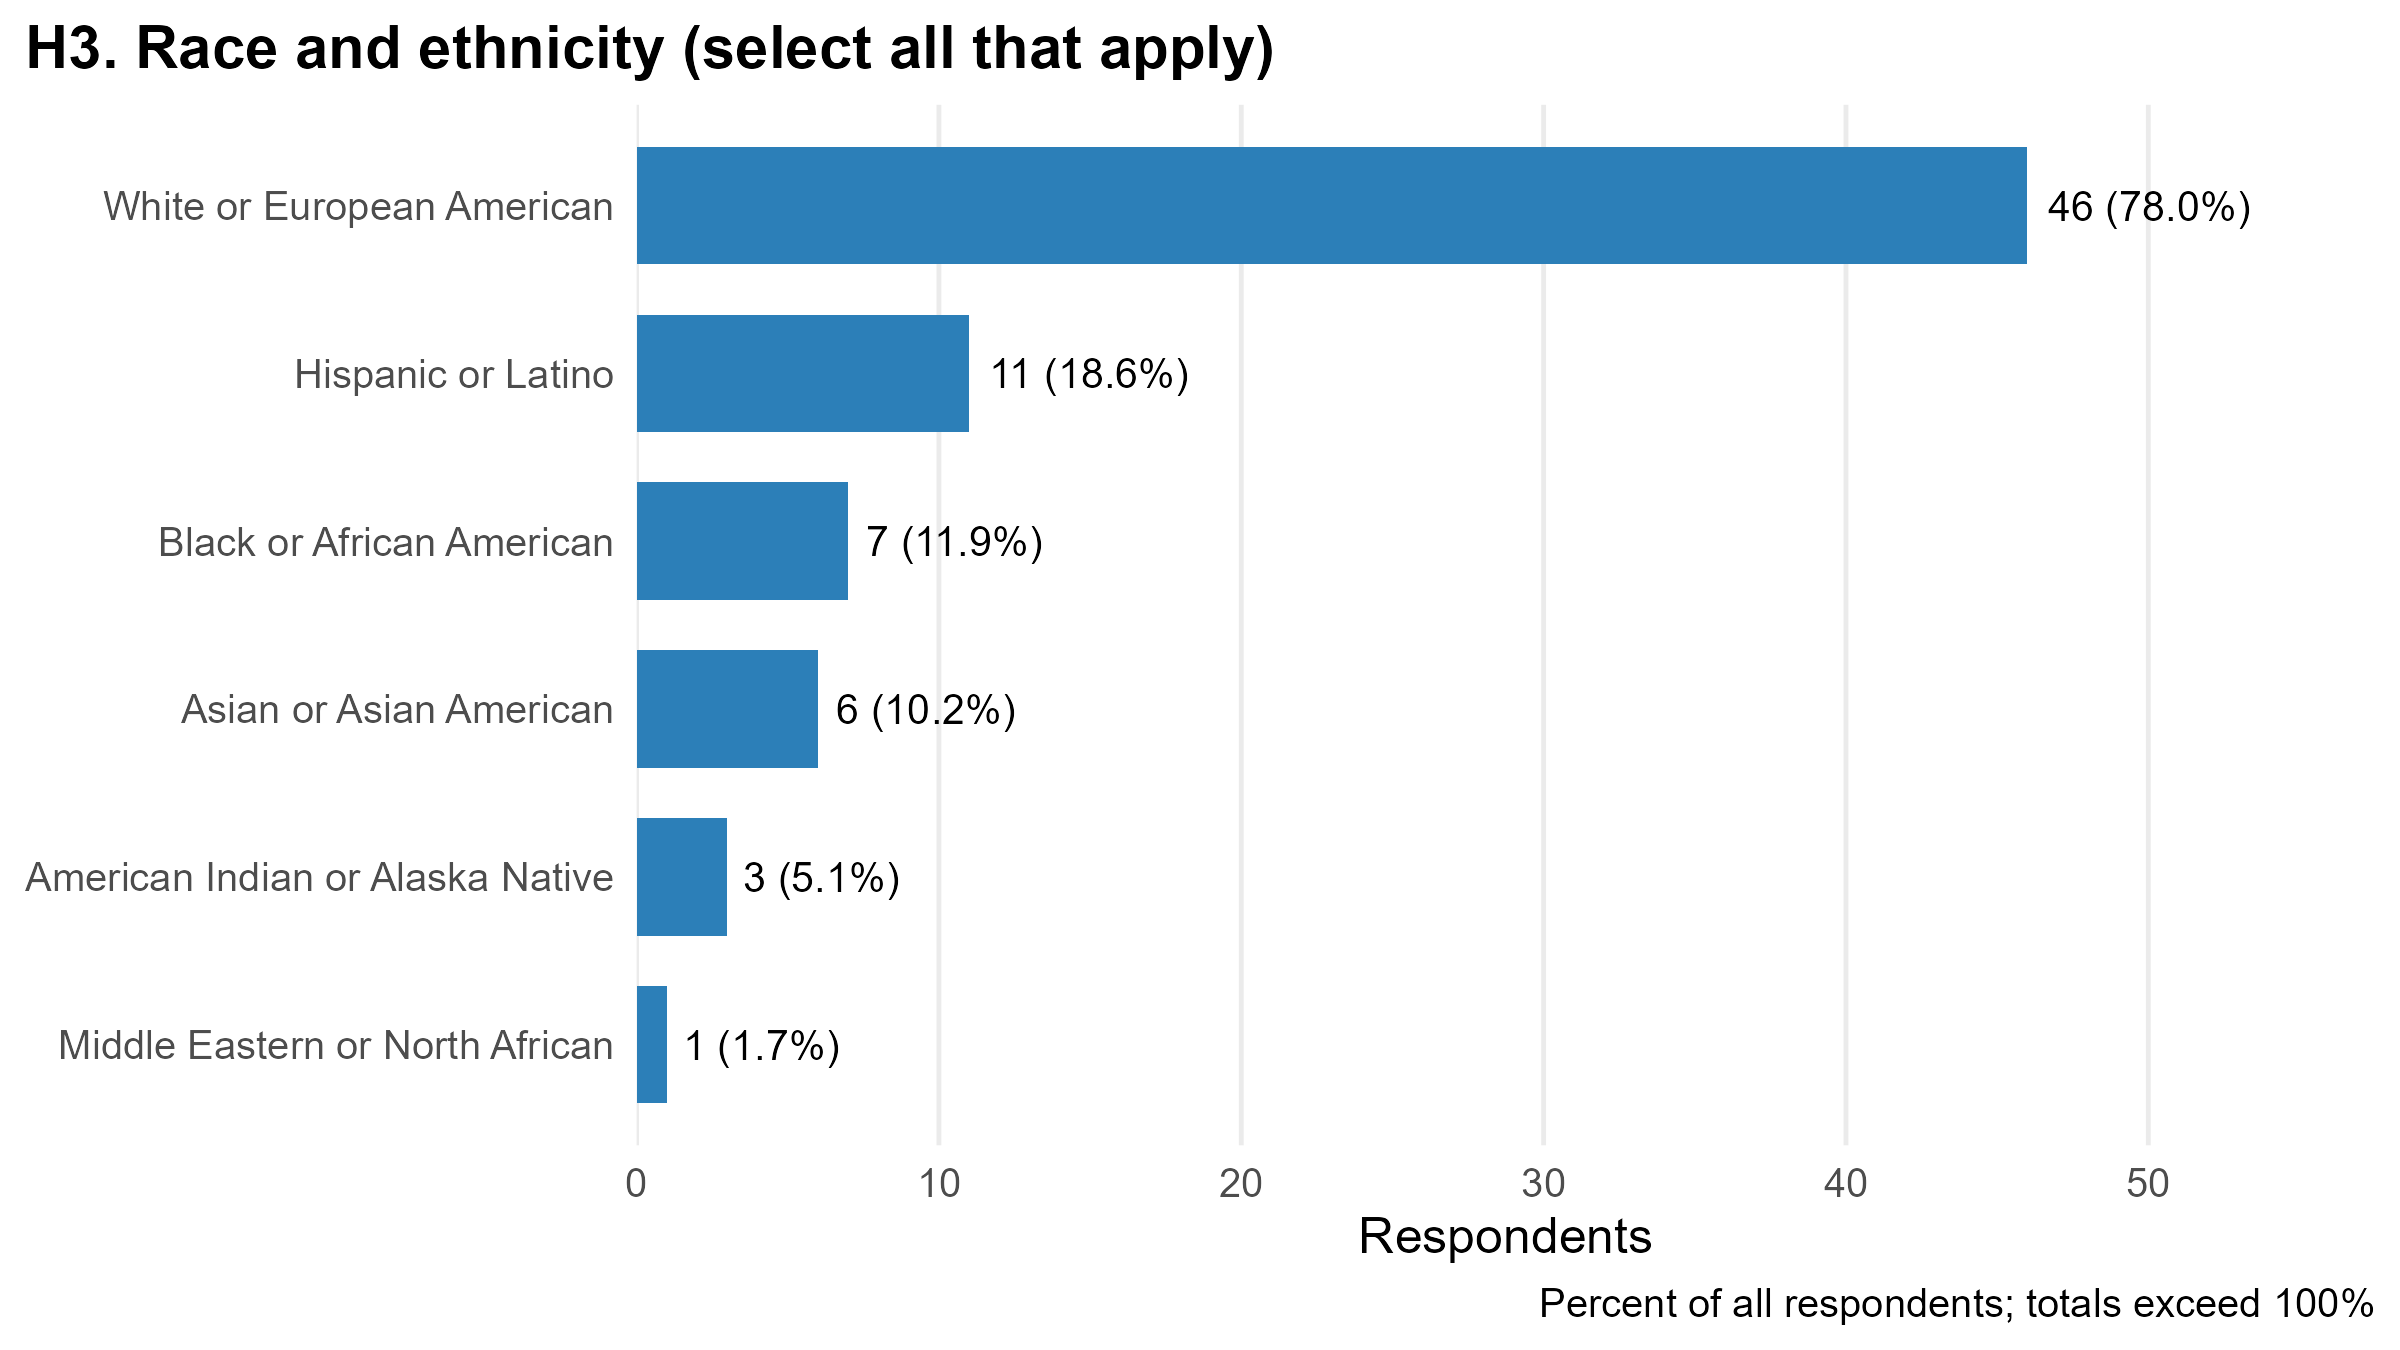 H3. Race and ethnicity (select all that apply)
White or European American 46 (78.0%)
Hispanic or Latino 11 (18.6%)
Black or African American 7 (11.9%)
Asian or Asian American 6 (10.2%)
American Indian or Alaska Native 3 (5.1%)
Middle Eastern or North African 1 (1.7%)
0 10 20 30 40 50
Respondents
Percent of all respondents; totals exceed 100%